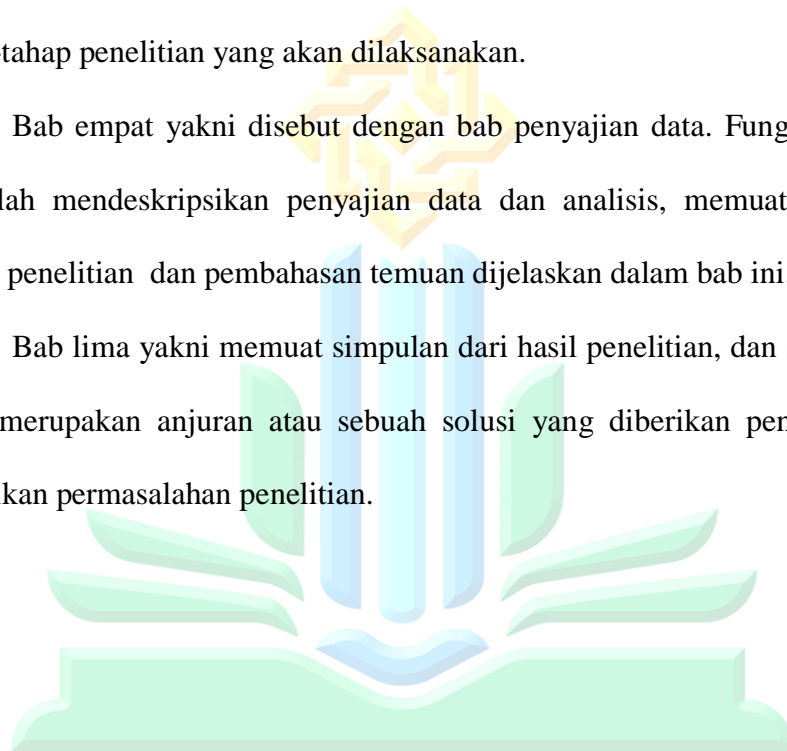 -tahap penelitian yang akan dilaksanakan.
Bab empat yakni disebut dengan bab penyajian data. Fung
lah mendeskripsikan penyajian data dan analisis, memuat
penelitian dan pembahasan temuan dijelaskan dalam bab ini.
Bab lima yakni memuat simpulan dari hasil penelitian, dan
merupakan anjuran atau sebuah solusi yang diberikan pen
kan permasalahan penelitian.